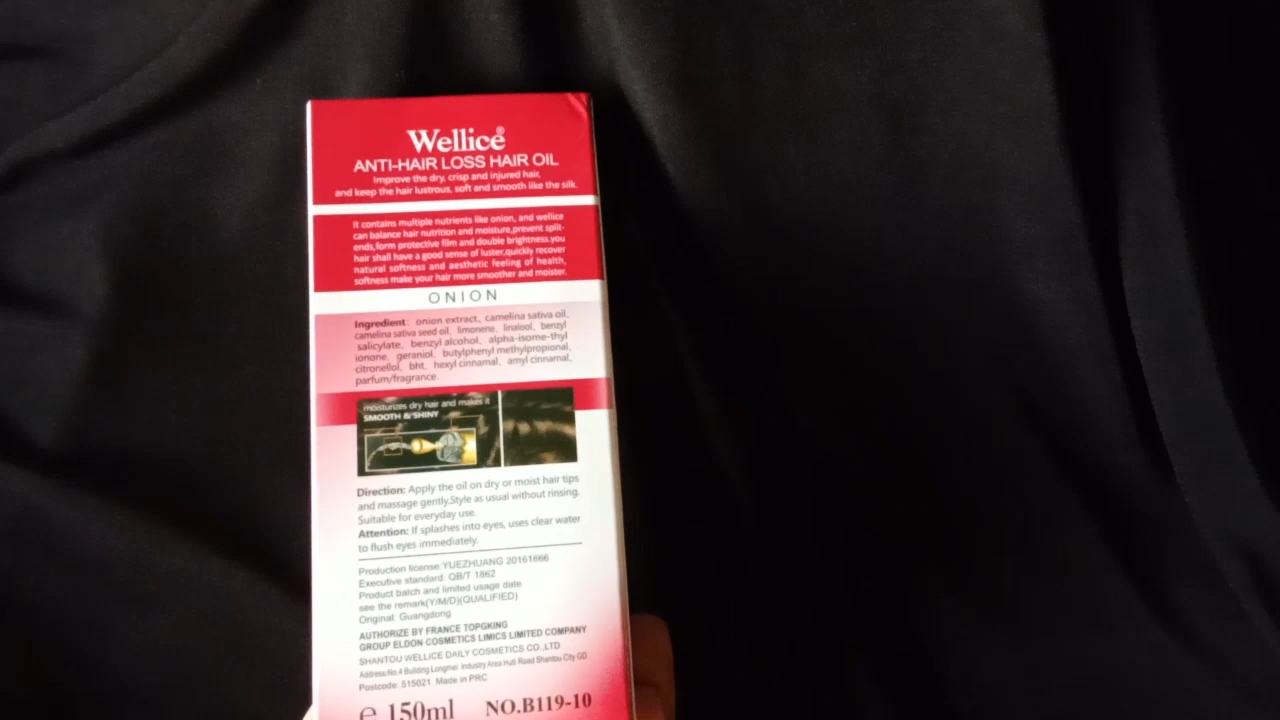 Wellice®
ANTI-HAIR LOSS HAIR OIL
Improve the dry, crisp and injured hair,
and keep the hair lustrous, soft and smooth like the silk.
It contains multiple nutrients like onion, and wellice
can balance hair nutrition and moisture,prevent split-
ends,form protective film and double brightness.you
hair shall have a good sense of luster,quickly recover
natural softness and aesthetic feeling of health,
softness make your hair more smoother and moister.
ONION
Ingredient: onion extract, camelina sativa oil,
camelina sativa seed oil, limonene, linalool, benzyl
salicylate, benzyl alcohol, alpha-isome-thyl
ionone, geraniol, butylphenyl methylpropional,
citronellol, bht, hexyl cinnamal, amyl cinnamal,
parfum/fragrance.
moisturizes dry hair and makes it
SMOOTH & SHINY
Direction: Apply the oil on dry or moist hair tips
and massage gently.Style as usual without rinsing.
Suitable for everyday use.
Attention: If splashes into eyes, uses clear water
to flush eyes immediately.
Production license:YUEZHUANG 20161666
Executive standard: QB/T 1862
Product batch and limited usage date
see the remark(Y/M/D)(QUALIFIED)
Original: Guangdong
AUTHORIZE BY FRANCE TOPGKING
GROUP ELDON COSMETICS LIMICS LIMITED COMPANY
SHANTOU WELLICE DAILY COSMETICS CO.,LTD
Address:No.4 Building Longmei Industry Area Huti Road Shantou City GD
Postcode: 515021 Made in PRC
e 150ml NO.B119-10